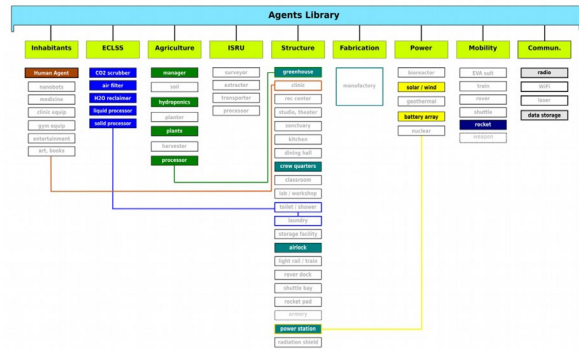 Agents Library
Inhabitants
ECLSS
Agriculture
ISRU
Structure
Fabrication
Power
Mobility
Commun.
Human Agent
nanobots
medicine
clinic equip
gym equip
entertainment
art, books
CO2 scrubber
air filter
H2O reclaimer
liquid processor
solid processor
manager
soil
hydroponics
planter
plants
harvester
processor
surveyor
extractor
transporter
processor
greenhouse
clinic
rec center
studio, theater
sanctuary
kitchen
dining hall
crew quarters
classroom
lab / workshop
toilet / shower
laundry
storage facility
airlock
light rail / train
rover dock
shuttle bay
rocket pad
armory
power station
radiation shield
manufactory
bioreactor
solar / wind
geothermal
battery array
nuclear
EVA suit
train
rover
shuttle
rocket
weapon
radio
WiFi
laser
data storage